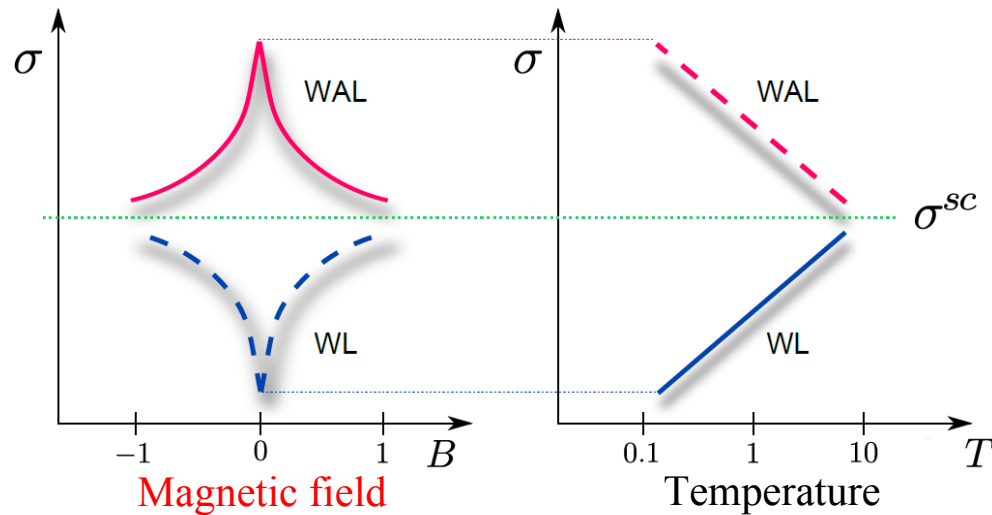 σ
WAL
WL
−1
0
1
B
Magnetic field
σ
WAL
σ^{sc}
WL
0.1
1
10
T
Temperature